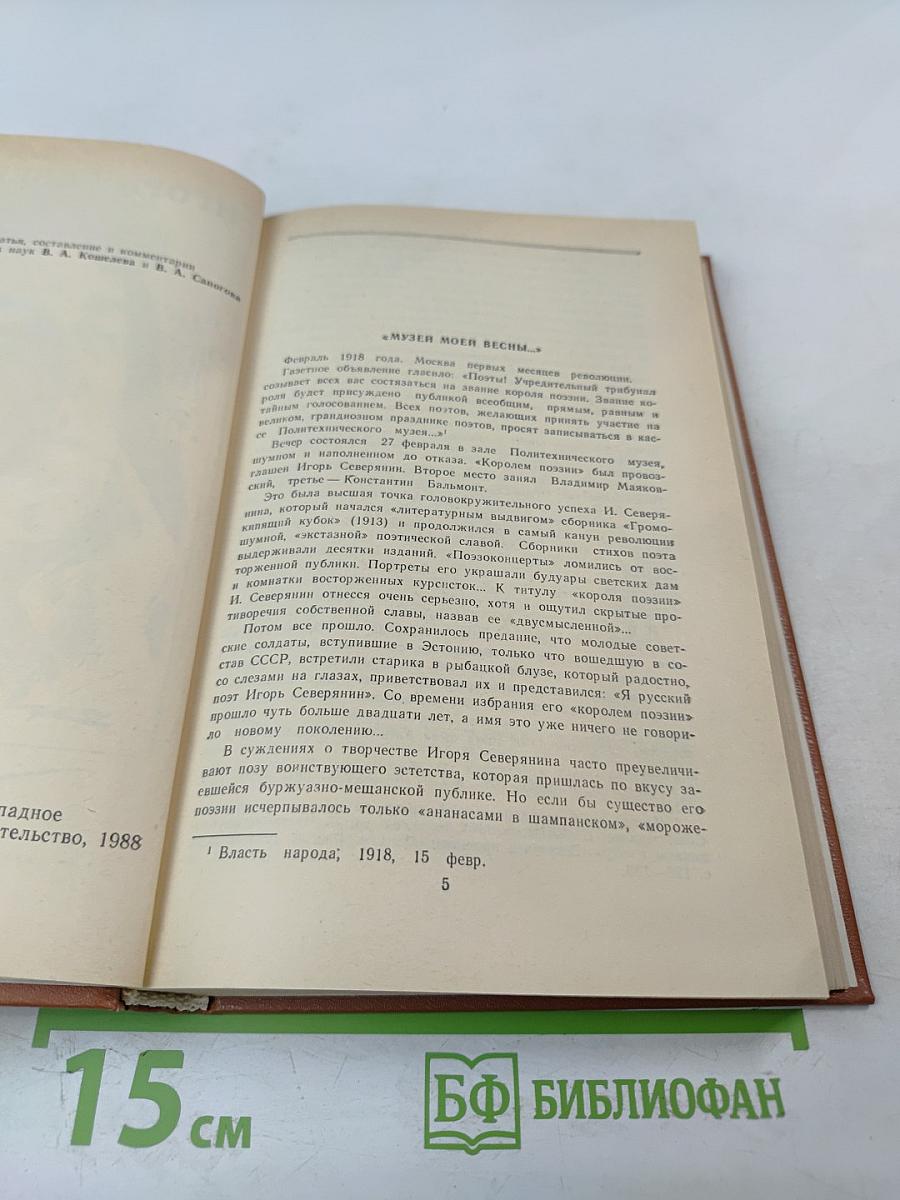 атья, составление и комментарии
наук В. А. Кошелева и В. А. Сапогова
падное
тельство, 1988
«МУЗЕЙ МОЕЙ ВЕСНЫ...»
Февраль 1918 года. Москва первых месяцев революции.
Газетное объявление гласило: «Поэты! Учредительный трибунал
созывает всех вас состязаться на звание короля поэзии. Звание ко-
роля будет присуждено публикой всеобщим, прямым, равным и
тайным голосованием. Всех поэтов, желающих принять участие на
великом, грандиозном празднике поэтов, просят записываться в кас-
се Политехнического музея...»¹
Вечер состоялся 27 февраля в зале Политехнического музея,
шумном и наполненном до отказа. «Королем поэзии» был провоз-
глашен Игорь Северянин. Второе место занял Владимир Маяков-
ский, третье — Константин Бальмонт.
Это была высшая точка головокружительного успеха И. Северя-
нина, который начался «литературным выдвигом» сборника «Громо-
кипящий кубок» (1913) и продолжился в самый канун революции
шумной, «экстазной» поэтической славой. Сборники стихов поэта
выдерживали десятки изданий. «Поэзоконцерты» ломились от вос-
торженной публики. Портреты его украшали будуары светских дам
и комнатки восторженных курсисток... К титулу «короля поэзии»
И. Северянин отнесся очень серьезно, хотя и ощутил скрытые про-
тиворечия собственной славы, назвав ее «двусмысленной»...
Потом все прошло. Сохранилось предание, что молодые совет-
ские солдаты, вступившие в Эстонию, только что вошедшую в со-
став СССР, встретили старика в рыбацкой блузе, который радостно,
со слезами на глазах, приветствовал их и представился: «Я русский
поэт Игорь Северянин». Со времени избрания его «королем поэзии»
прошло чуть больше двадцати лет, а имя это уже ничего не говори-
ло новому поколению...
В суждениях о творчестве Игоря Северянина часто преувеличи-
вают позу воинствующего эстетства, которая пришлась по вкусу за-
евшейся буржуазно-мещанской публике. Но если бы существо его
поэзии исчерпывалось только «ананасами в шампанском», «мороже-
¹ Власть народа, 1918, 15 февр.
5
15 см
БФ БИБЛИОФАН